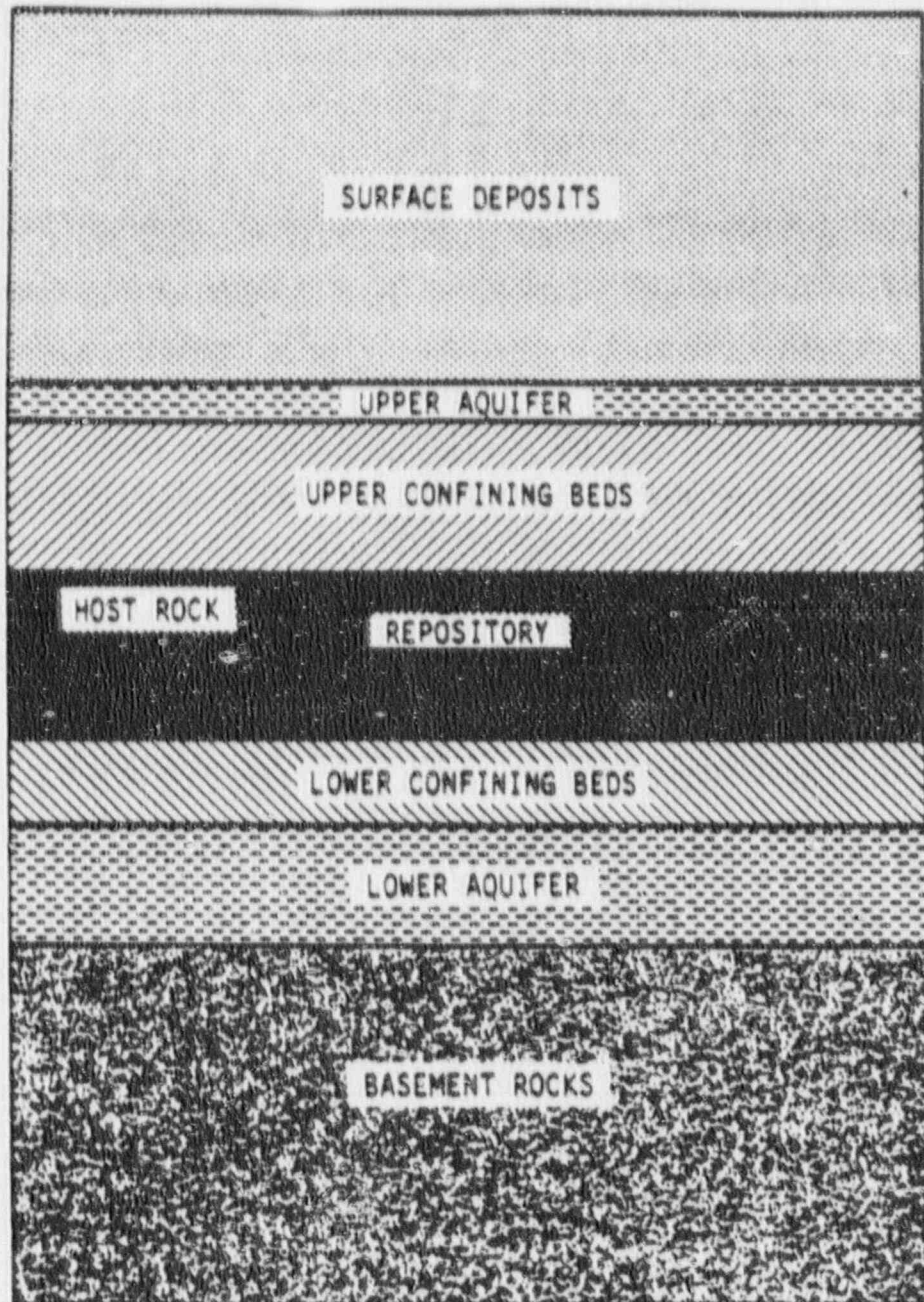 SURFACE DEPOSITS
UPPER AQUIFER
UPPER CONFINING BEDS
HOST ROCK
REPOSITORY
LOWER CONFINING BEDS
LOWER AQUIFER
BASEMENT ROCKS